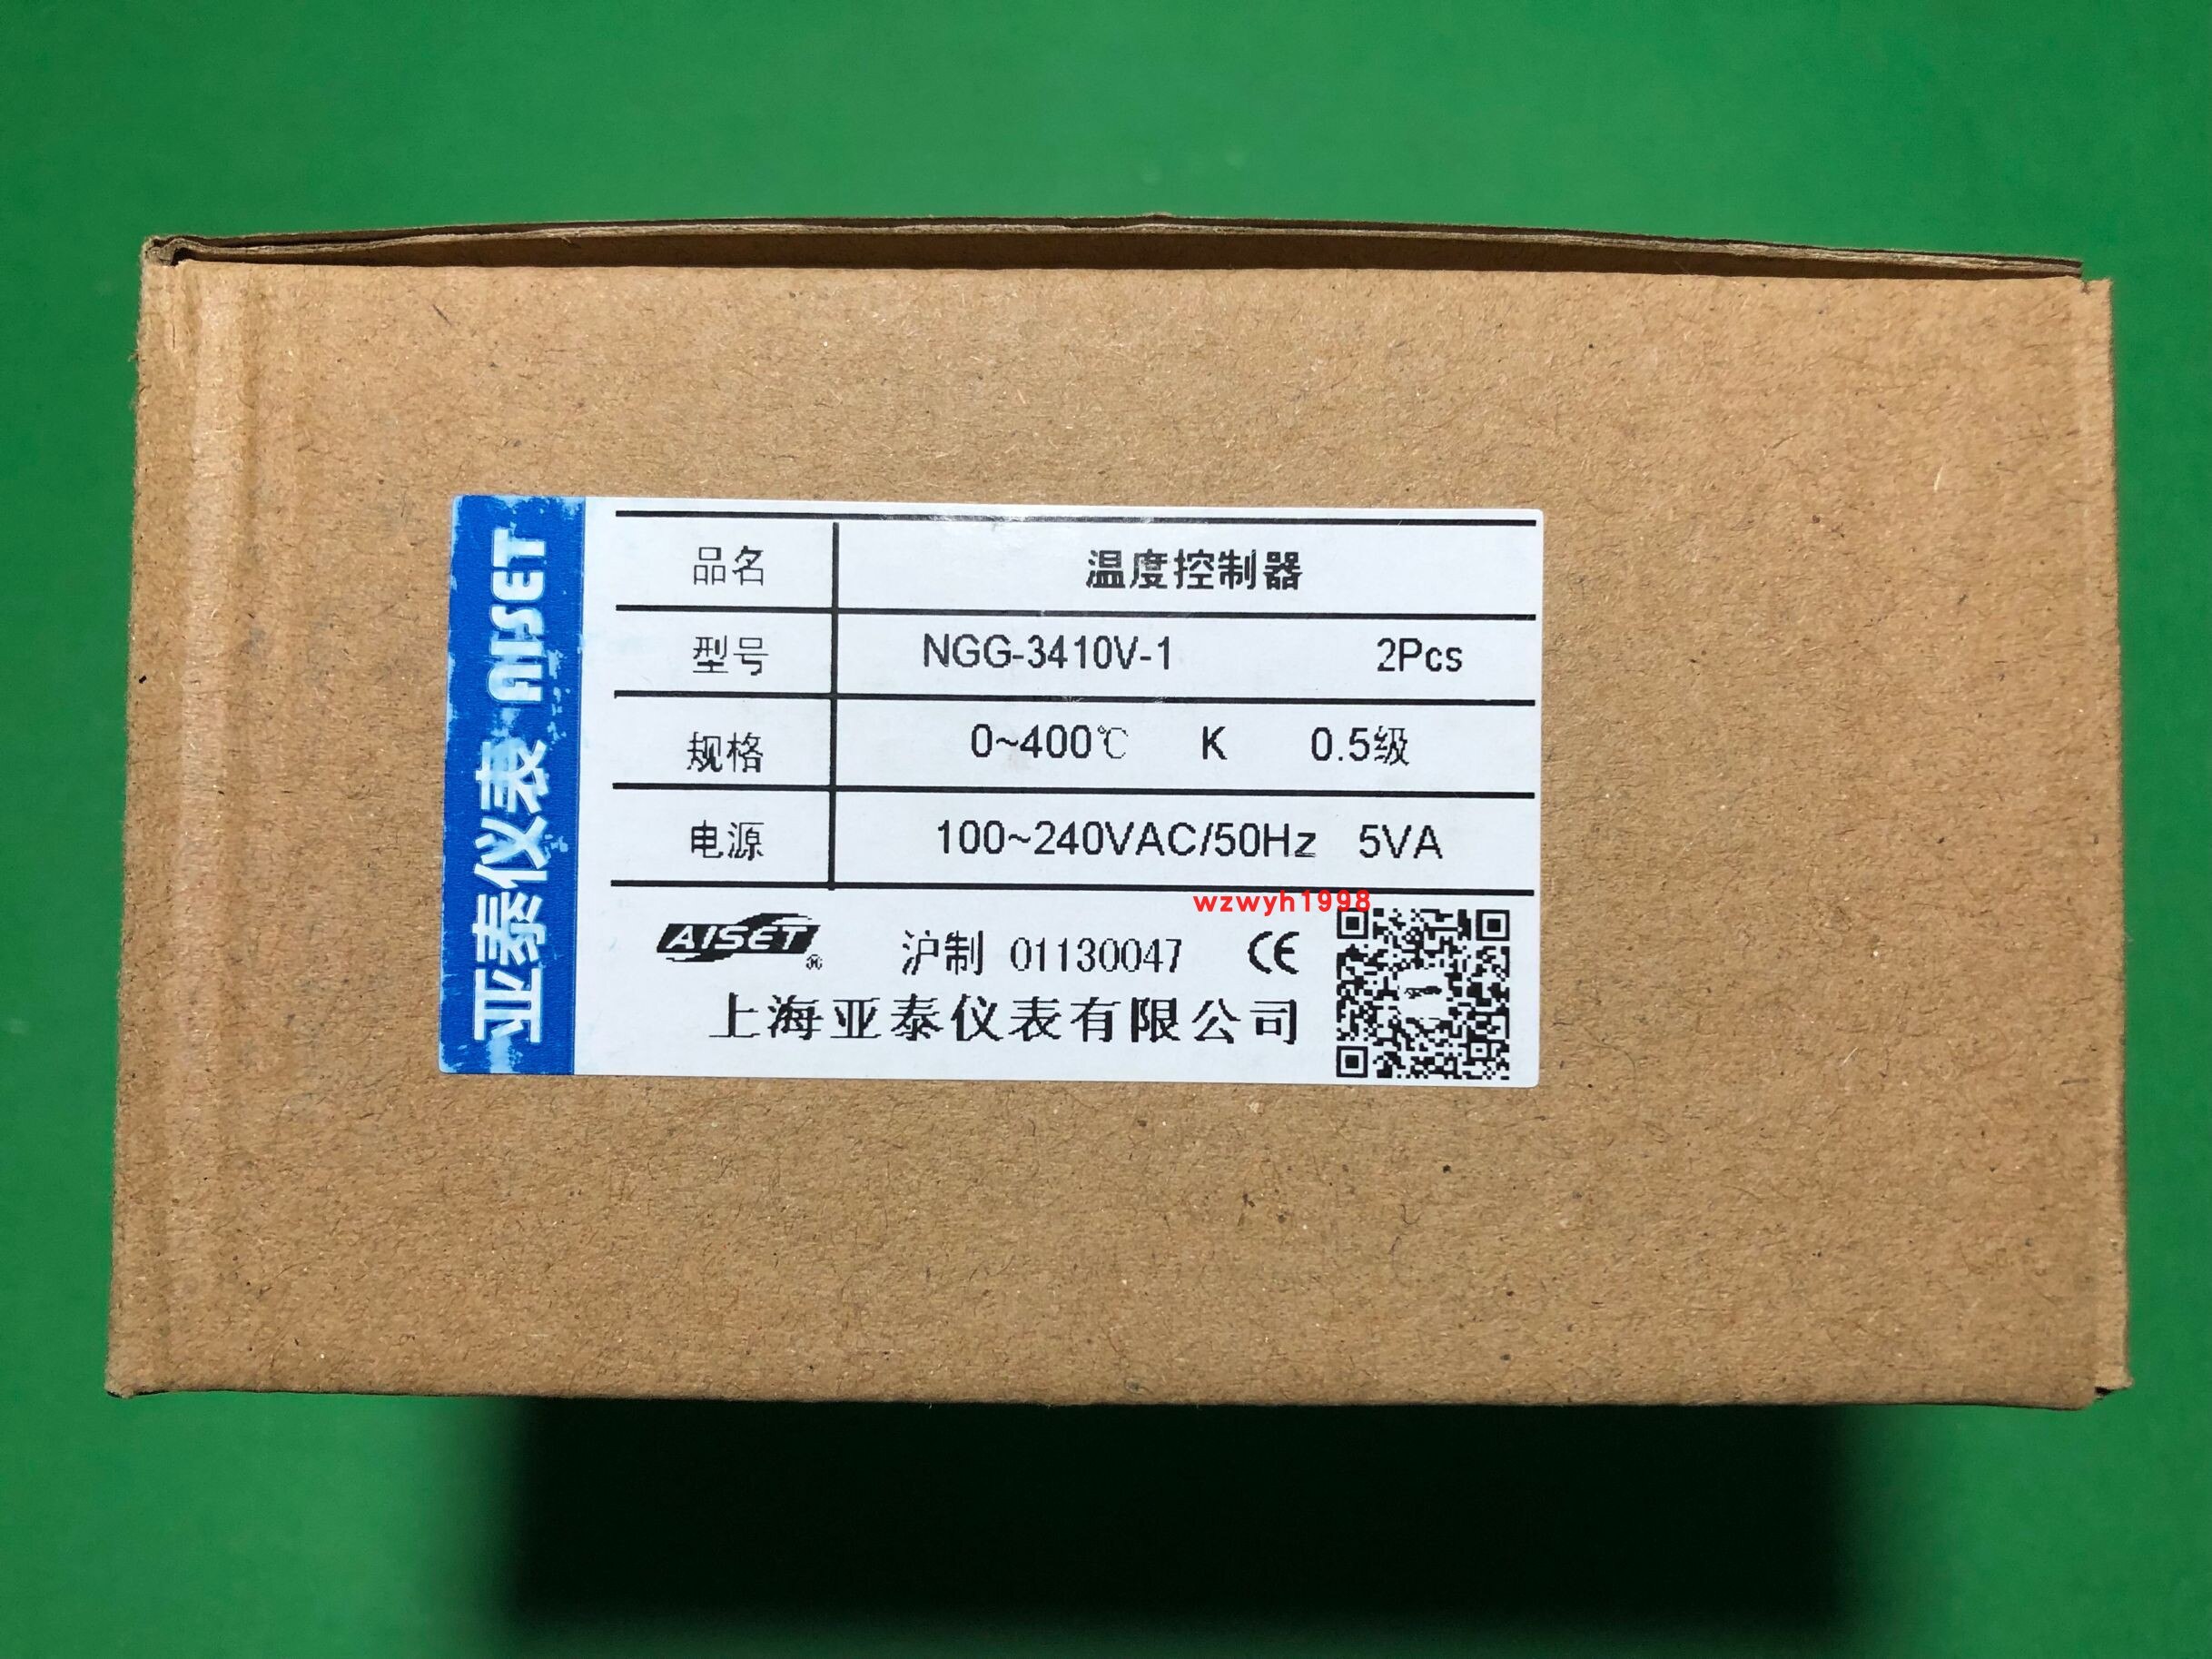 亚泰仪表 AISET
品名 温度控制器
型号 NGG-3410V-1 2Pcs
规格 0~400℃ K 0.5级
电源 100~240VAC/50Hz 5VA
wzwyh1998
AISET® 沪制 01130047 CE
上海亚泰仪表有限公司